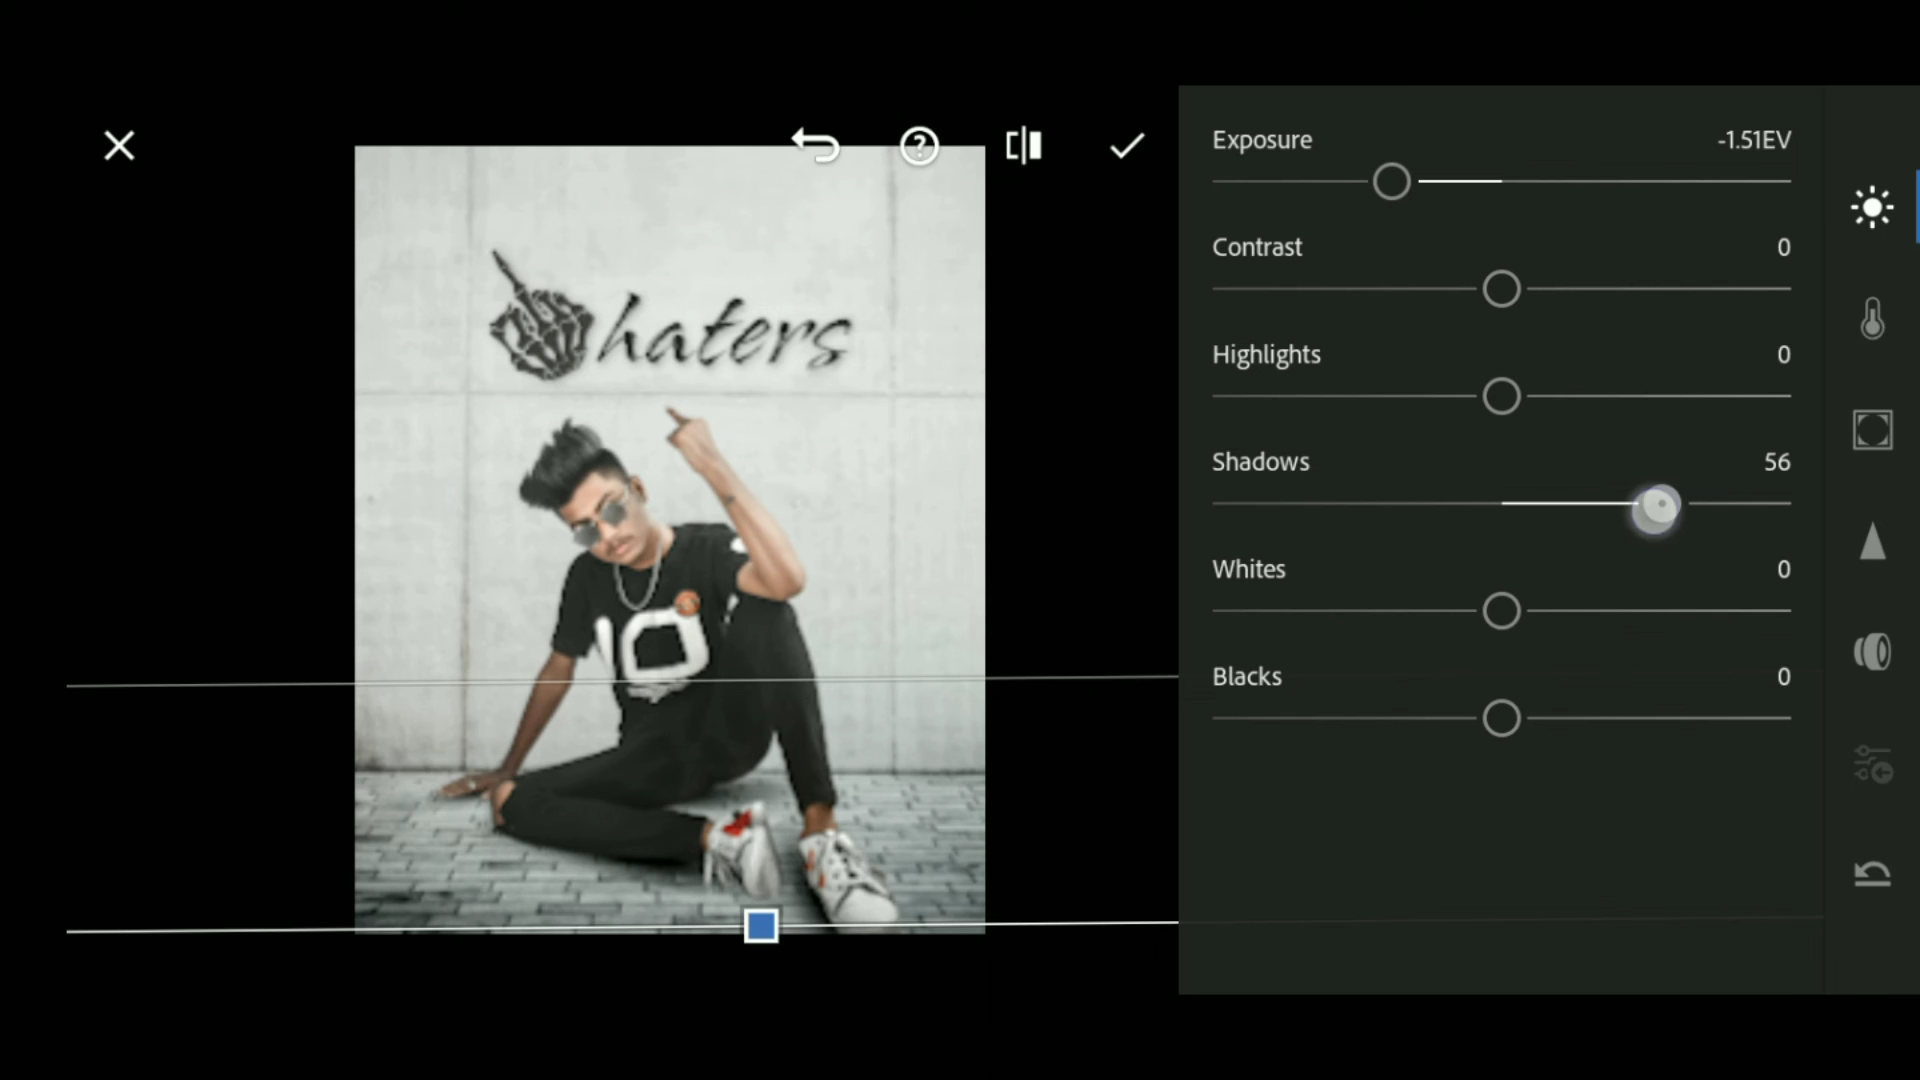 Exposure -1.51EV
Contrast 0
Highlights 0
Shadows 56
Whites 0
Blacks 0
haters
10